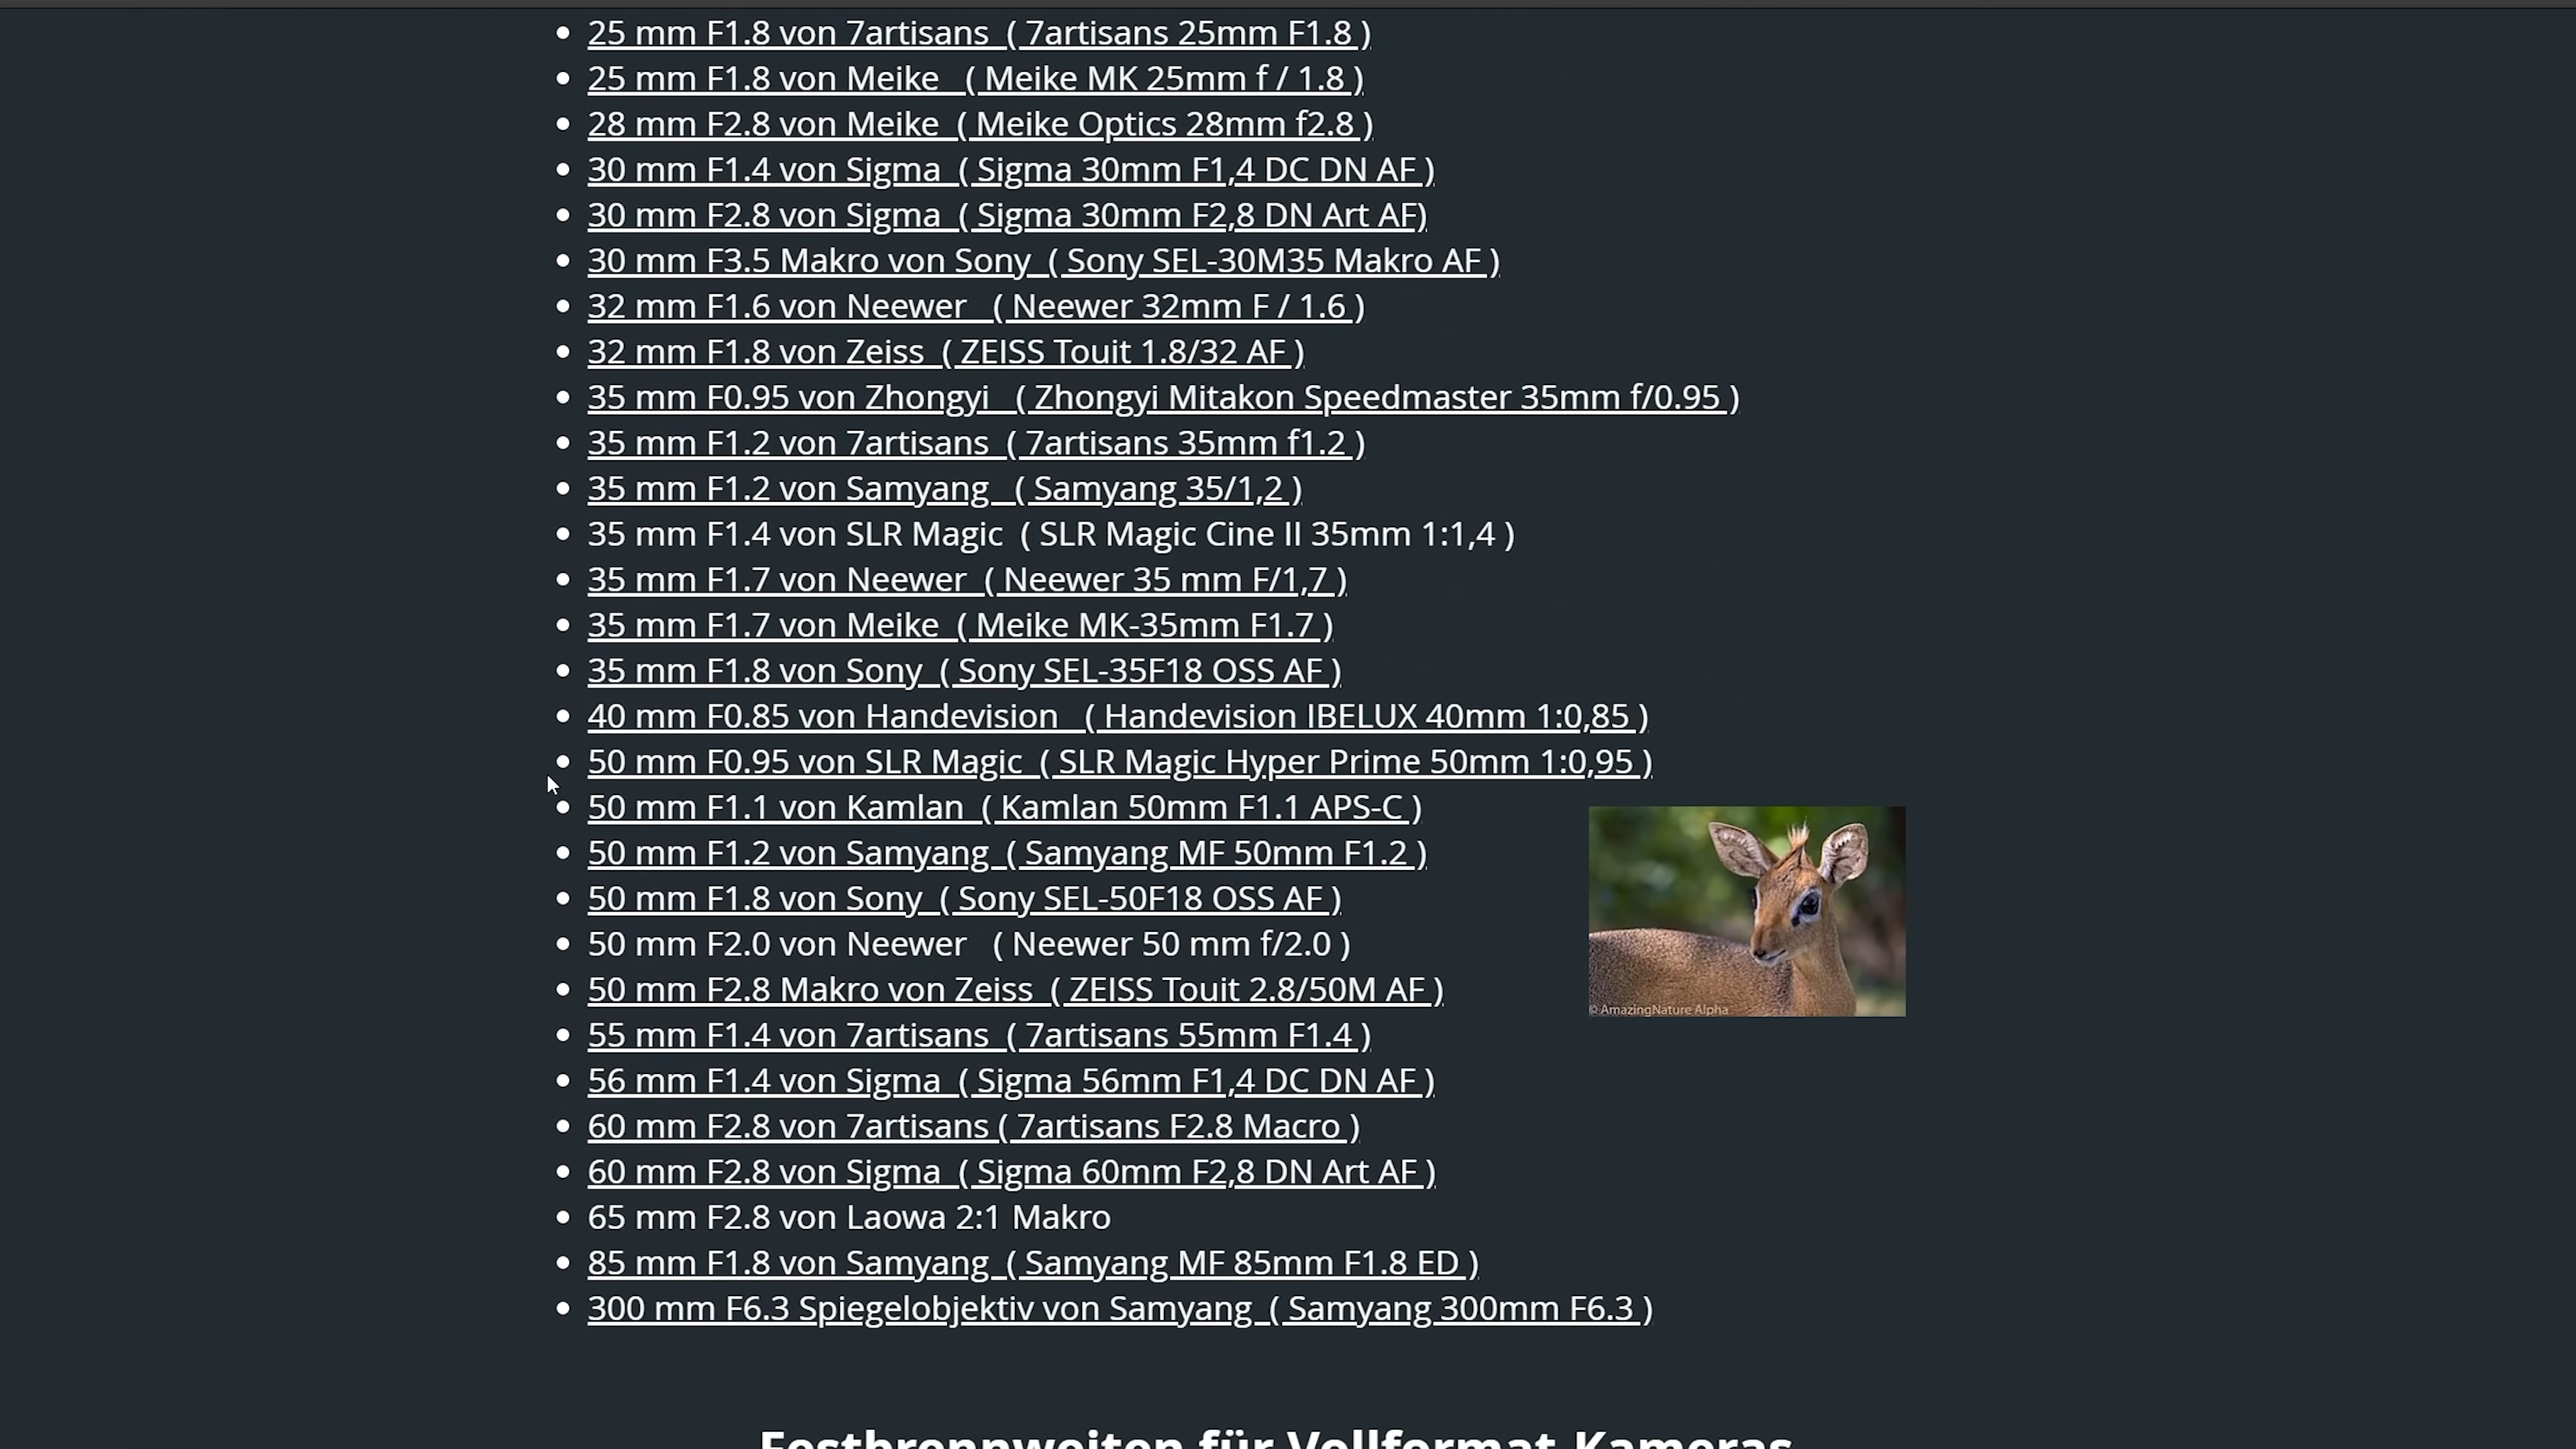 25 mm F1.8 von 7artisans ( 7artisans 25mm F1.8 )
25 mm F1.8 von Meike ( Meike MK 25mm f / 1.8 )
28 mm F2.8 von Meike ( Meike Optics 28mm f2.8 )
30 mm F1.4 von Sigma ( Sigma 30mm F1,4 DC DN AF )
30 mm F2.8 von Sigma ( Sigma 30mm F2,8 DN Art AF)
30 mm F3.5 Makro von Sony ( Sony SEL-30M35 Makro AF )
32 mm F1.6 von Neewer ( Neewer 32mm F / 1.6 )
32 mm F1.8 von Zeiss ( ZEISS Touit 1.8/32 AF )
35 mm F0.95 von Zhongyi ( Zhongyi Mitakon Speedmaster 35mm f/0.95 )
35 mm F1.2 von 7artisans ( 7artisans 35mm f1.2 )
35 mm F1.2 von Samyang ( Samyang 35/1,2 )
35 mm F1.4 von SLR Magic ( SLR Magic Cine II 35mm 1:1,4 )
35 mm F1.7 von Neewer ( Neewer 35 mm F/1,7 )
35 mm F1.7 von Meike ( Meike MK-35mm F1.7 )
35 mm F1.8 von Sony ( Sony SEL-35F18 OSS AF )
40 mm F0.85 von Handevision ( Handevision IBELUX 40mm 1:0,85 )
50 mm F0.95 von SLR Magic ( SLR Magic Hyper Prime 50mm 1:0,95 )
50 mm F1.1 von Kamlan ( Kamlan 50mm F1.1 APS-C )
50 mm F1.2 von Samyang ( Samyang MF 50mm F1.2 )
50 mm F1.8 von Sony ( Sony SEL-50F18 OSS AF )
50 mm F2.0 von Neewer ( Neewer 50 mm f/2.0 )
50 mm F2.8 Makro von Zeiss ( ZEISS Touit 2.8/50M AF )
55 mm F1.4 von 7artisans ( 7artisans 55mm F1.4 )
56 mm F1.4 von Sigma ( Sigma 56mm F1,4 DC DN AF )
60 mm F2.8 von 7artisans ( 7artisans F2.8 Macro )
60 mm F2.8 von Sigma ( Sigma 60mm F2,8 DN Art AF )
65 mm F2.8 von Laowa 2:1 Makro
85 mm F1.8 von Samyang ( Samyang MF 85mm F1.8 ED )
300 mm F6.3 Spiegelobjektiv von Samyang ( Samyang 300mm F6.3 )
© AmazingNature Alpha
Festbrennweiten für Vollformat-Kameras